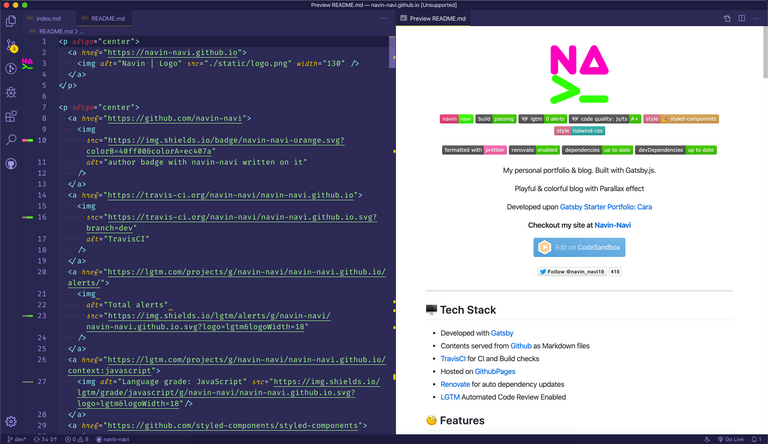 Preview README.md — navin-navi.github.io [Unsupported]
index.md
README.md
README.md > ...
1 <p align="center">
2 <a href="https://navin-navi.github.io">
3 <img alt="Navin | Logo" src="./static/logo.png" width="130" />
4 </a>
5 </p>
6
7 <p align="center">
8 <a href="https://github.com/navin-navi">
9 <img
10 src="https://img.shields.io/badge/navin-navi-orange.svg?
colorB=40ff00&colorA=ec407a"
11 alt="author badge with navin-navi written on it"
12 />
13 </a>
14 <a href="https://travis-ci.org/navin-navi/navin-navi.github.io">
15 <img
16 src="https://travis-ci.org/navin-navi/navin-navi.github.io.svg?
branch=dev"
17 alt="TravisCI"
18 />
19 </a>
20 <a href="https://lgtm.com/projects/g/navin-navi/navin-navi.github.io/
alerts/">
21 <img
22 alt="Total alerts"
23 src="https://img.shields.io/lgtm/alerts/g/navin-navi/
navin-navi.github.io.svg?logo=lgtm&logoWidth=18"
24 />
25 </a>
26 <a href="https://lgtm.com/projects/g/navin-navi/navin-navi.github.io/
context:javascript">
27 <img alt="Language grade: JavaScript" src="https://img.shields.io/
lgtm/grade/javascript/g/navin-navi/navin-navi.github.io.svg?
logo=lgtm&logoWidth=18"/>
28 </a>
29 <a href="https://github.com/styled-components/styled-components">
dev*
3↓ 0↑
0
8
navin-navi
Preview README.md
NA
>_
navin navi
build passing
lgtm 0 alerts
code quality: js/ts A+
style styled-components
style tialwind-css
formatted with prettier
renovate enabled
dependencies up to date
devDependencies up to date
My personal portfolio & blog. Built with Gatsby.js.
Playful & colorful blog with Parallax effect
Developed upon Gatsby Starter Portfolio: Cara
Checkout my site at Navin-Navi
Edit on CodeSandbox
Follow @navin_navi19
415
Tech Stack
• Developed with Gatsby
• Contents served from Github as Markdown files
• TravisCI for CI and Build checks
• Hosted on GithubPages
• Renovate for auto dependency updates
• LGTM Automated Code Review Enabled
Features
Go Live
1